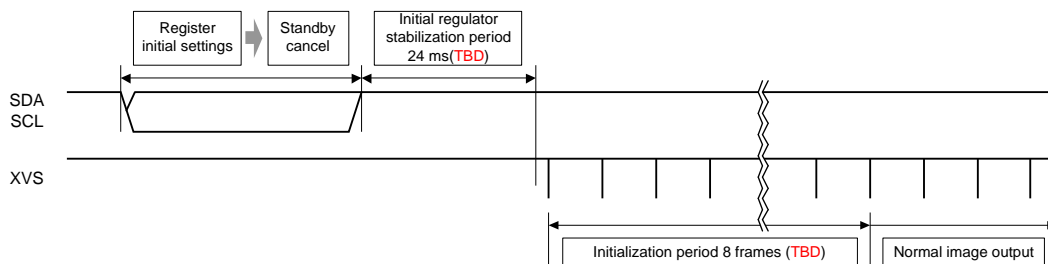 Register
initial settings
Standby
cancel
Initial regulator
stabilization period
24 ms(TBD)
SDA
SCL
XVS
Initialization period 8 frames (TBD)
Normal image output